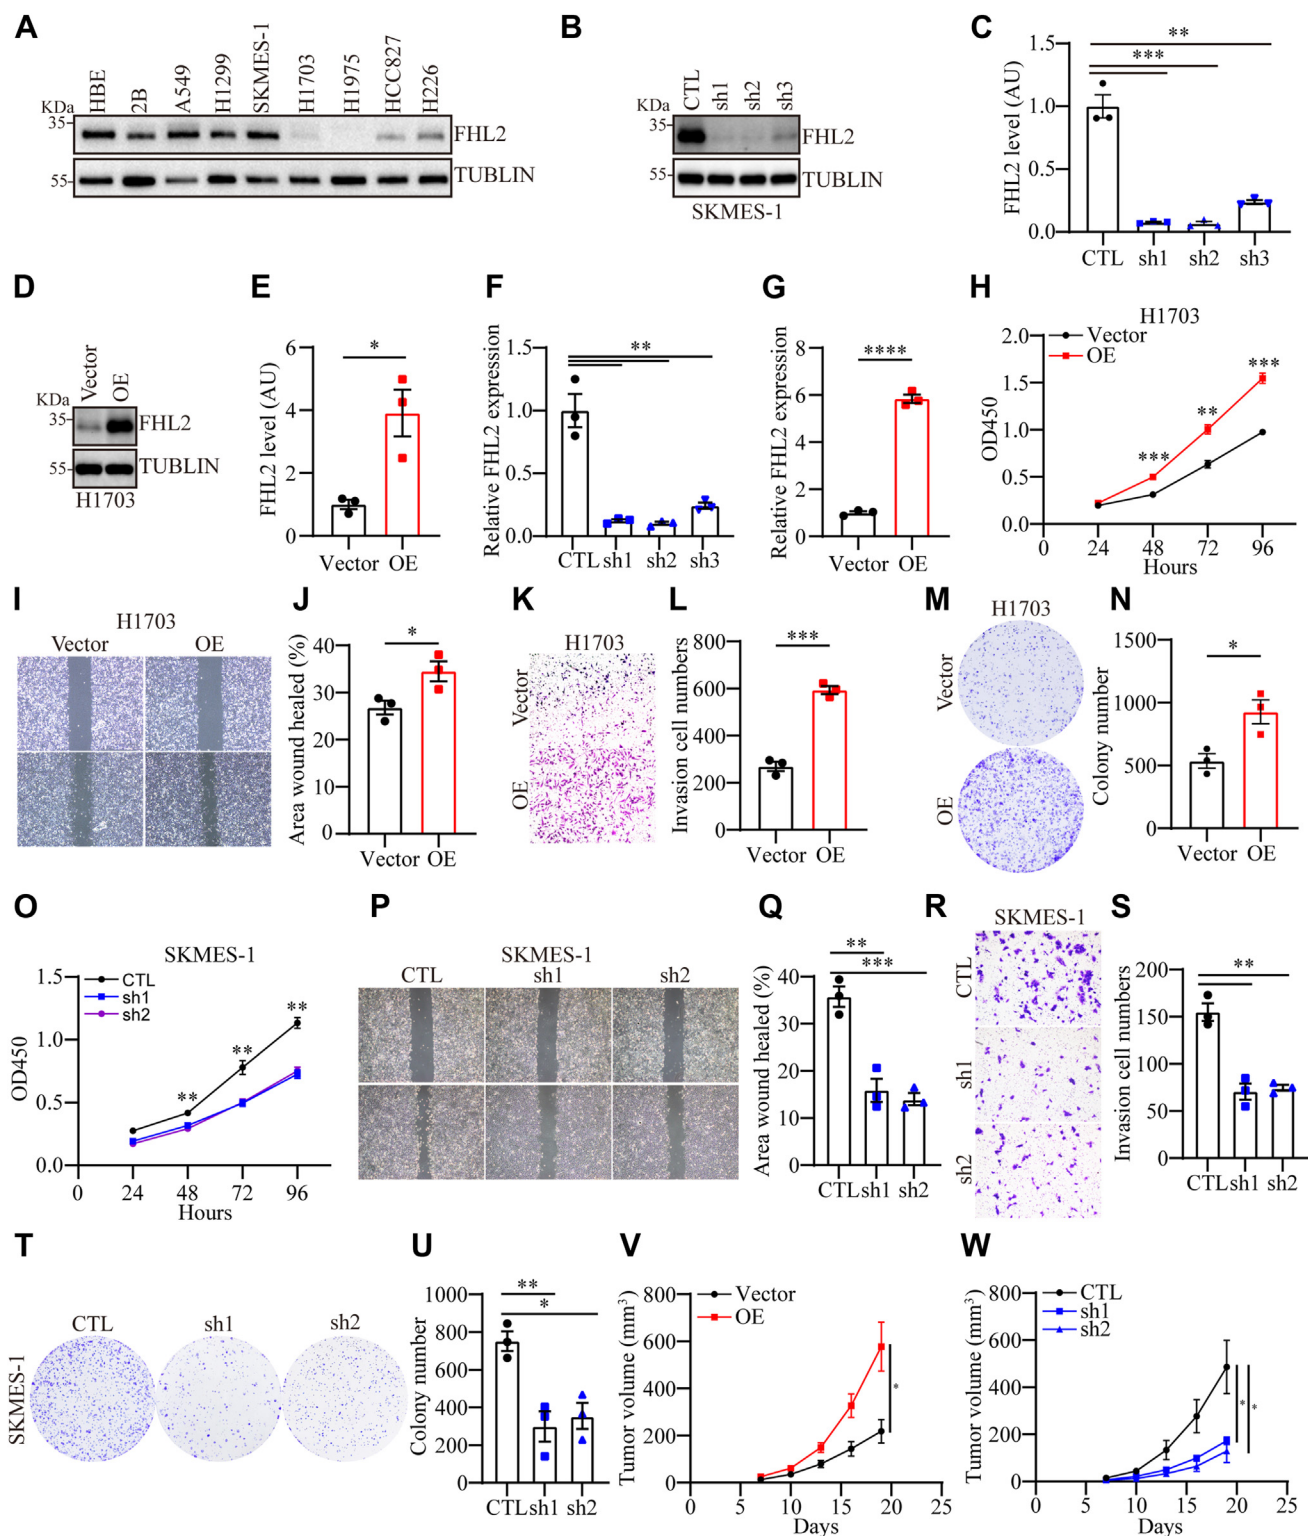 A
HBE
2B
A549
H1299
SKMES-1
H1703
H1975
HCC827
H226
KDa
35
FHL2
55
TUBLIN
B
CTL
sh1
sh2
sh3
KDa
35
FHL2
55
TUBLIN
SKMES-1
C
FHL2 level (AU)
1.5
1.0
0.5
0.0
**
***
CTL sh1 sh2 sh3
D
Vector
OE
KDa
35
FHL2
55
TUBLIN
H1703
E
FHL2 level (AU)
6
4
2
0
*
Vector OE
F
Relative FHL2 expression
1.5
1.0
0.5
0.0
**
CTL sh1 sh2 sh3
G
Relative FHL2 expression
8
6
4
2
0
****
Vector OE
H
H1703
Vector
OE
OD450
2.0
1.5
1.0
0.5
0.0
***
**
***
0 24 48 72 96
Hours
I
H1703
Vector OE
J
Area wound healed (%)
40
30
20
10
0
*
Vector OE
K
H1703
Vector
OE
L
Invasion cell numbers
800
600
400
200
0
***
Vector OE
M
H1703
Vector
OE
N
Colony number
1500
1000
500
0
*
Vector OE
O
SKMES-1
CTL
sh1
sh2
OD450
1.5
1.0
0.5
0.0
**
**
**
0 24 48 72 96
Hours
P
SKMES-1
CTL sh1 sh2
Q
Area wound healed (%)
40
30
20
10
0
**
***
CTL sh1 sh2
R
SKMES-1
CTL
sh1
sh2
S
Invasion cell numbers
200
150
100
50
0
**
CTL sh1 sh2
T
SKMES-1
CTL sh1 sh2
U
Colony number
1000
800
600
400
200
0
**
*
CTL sh1 sh2
V
Tumor volume (mm³)
800
600
400
200
0
Vector
OE
*
0 5 10 15 20 25
Days
W
Tumor volume (mm³)
800
600
400
200
0
CTL
sh1
sh2
*
*
0 5 10 15 20 25
Days